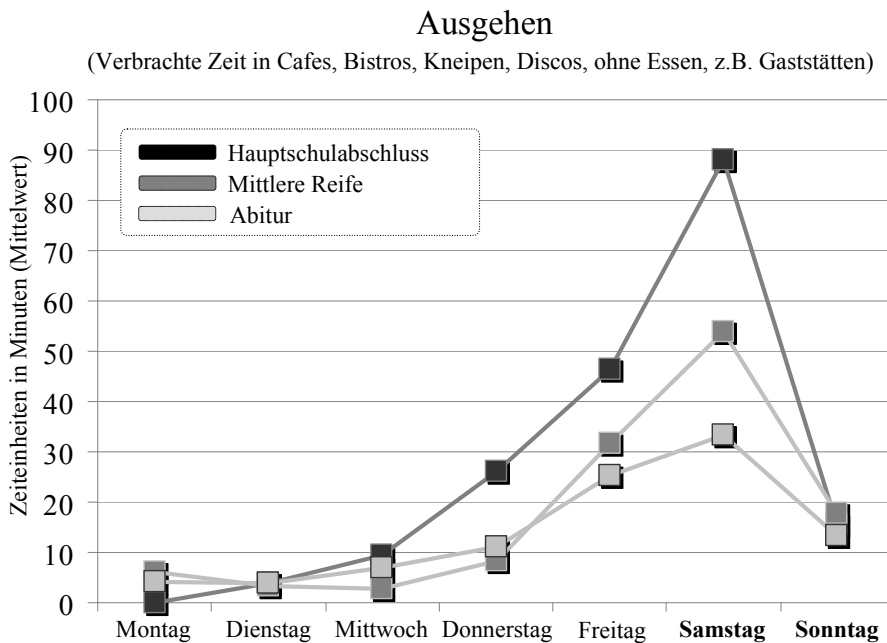 Ausgehen
(Verbrachte Zeit in Cafes, Bistros, Kneipen, Discos, ohne Essen, z.B. Gaststätten)
Zeiteinheiten in Minuten (Mittelwert)
100
90
80
70
60
50
40
30
20
10
0
Hauptschulabschluss
Mittlere Reife
Abitur
Montag Dienstag Mittwoch Donnerstag Freitag Samstag Sonntag